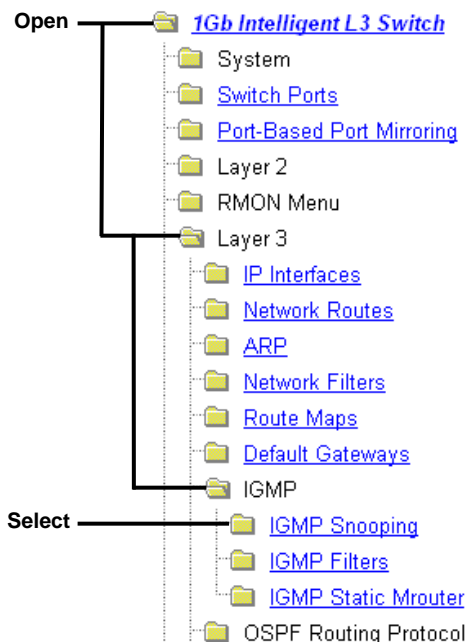 Open 1Gb Intelligent L3 Switch
System
Switch Ports
Port-Based Port Mirroring
Layer 2
RMON Menu
Layer 3
IP Interfaces
Network Routes
ARP
Network Filters
Route Maps
Default Gateways
IGMP
Select IGMP Snooping
IGMP Filters
IGMP Static Mrouter
OSPF Routing Protocol